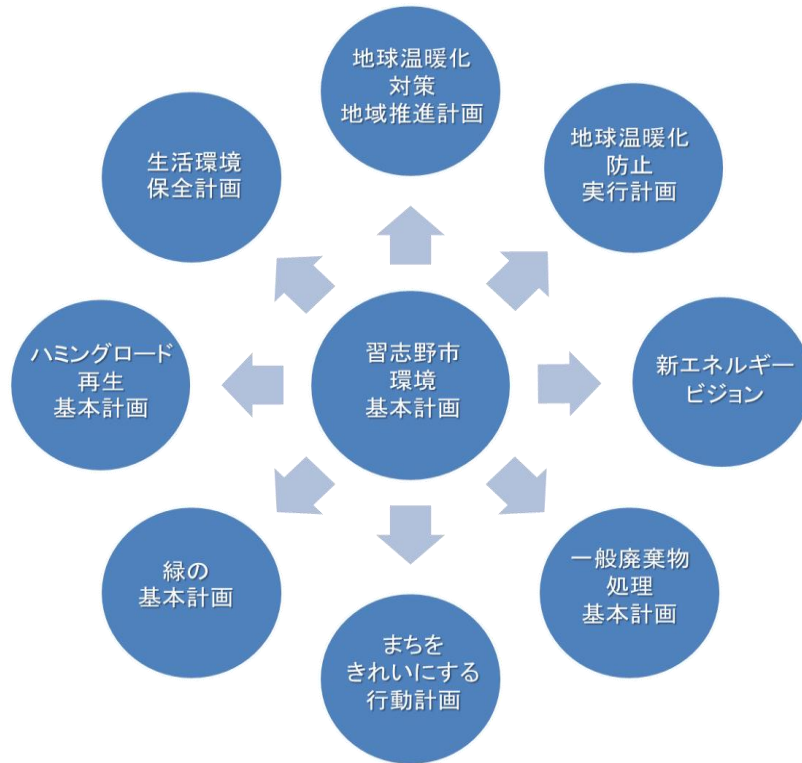 地球温暖化
対策
地域推進計画
地球温暖化
防止
実行計画
新エネルギー
ビジョン
一般廃棄物
処理
基本計画
まちを
きれいにする
行動計画
緑の
基本計画
ハミングロード
再生
基本計画
生活環境
保全計画
習志野市
環境
基本計画